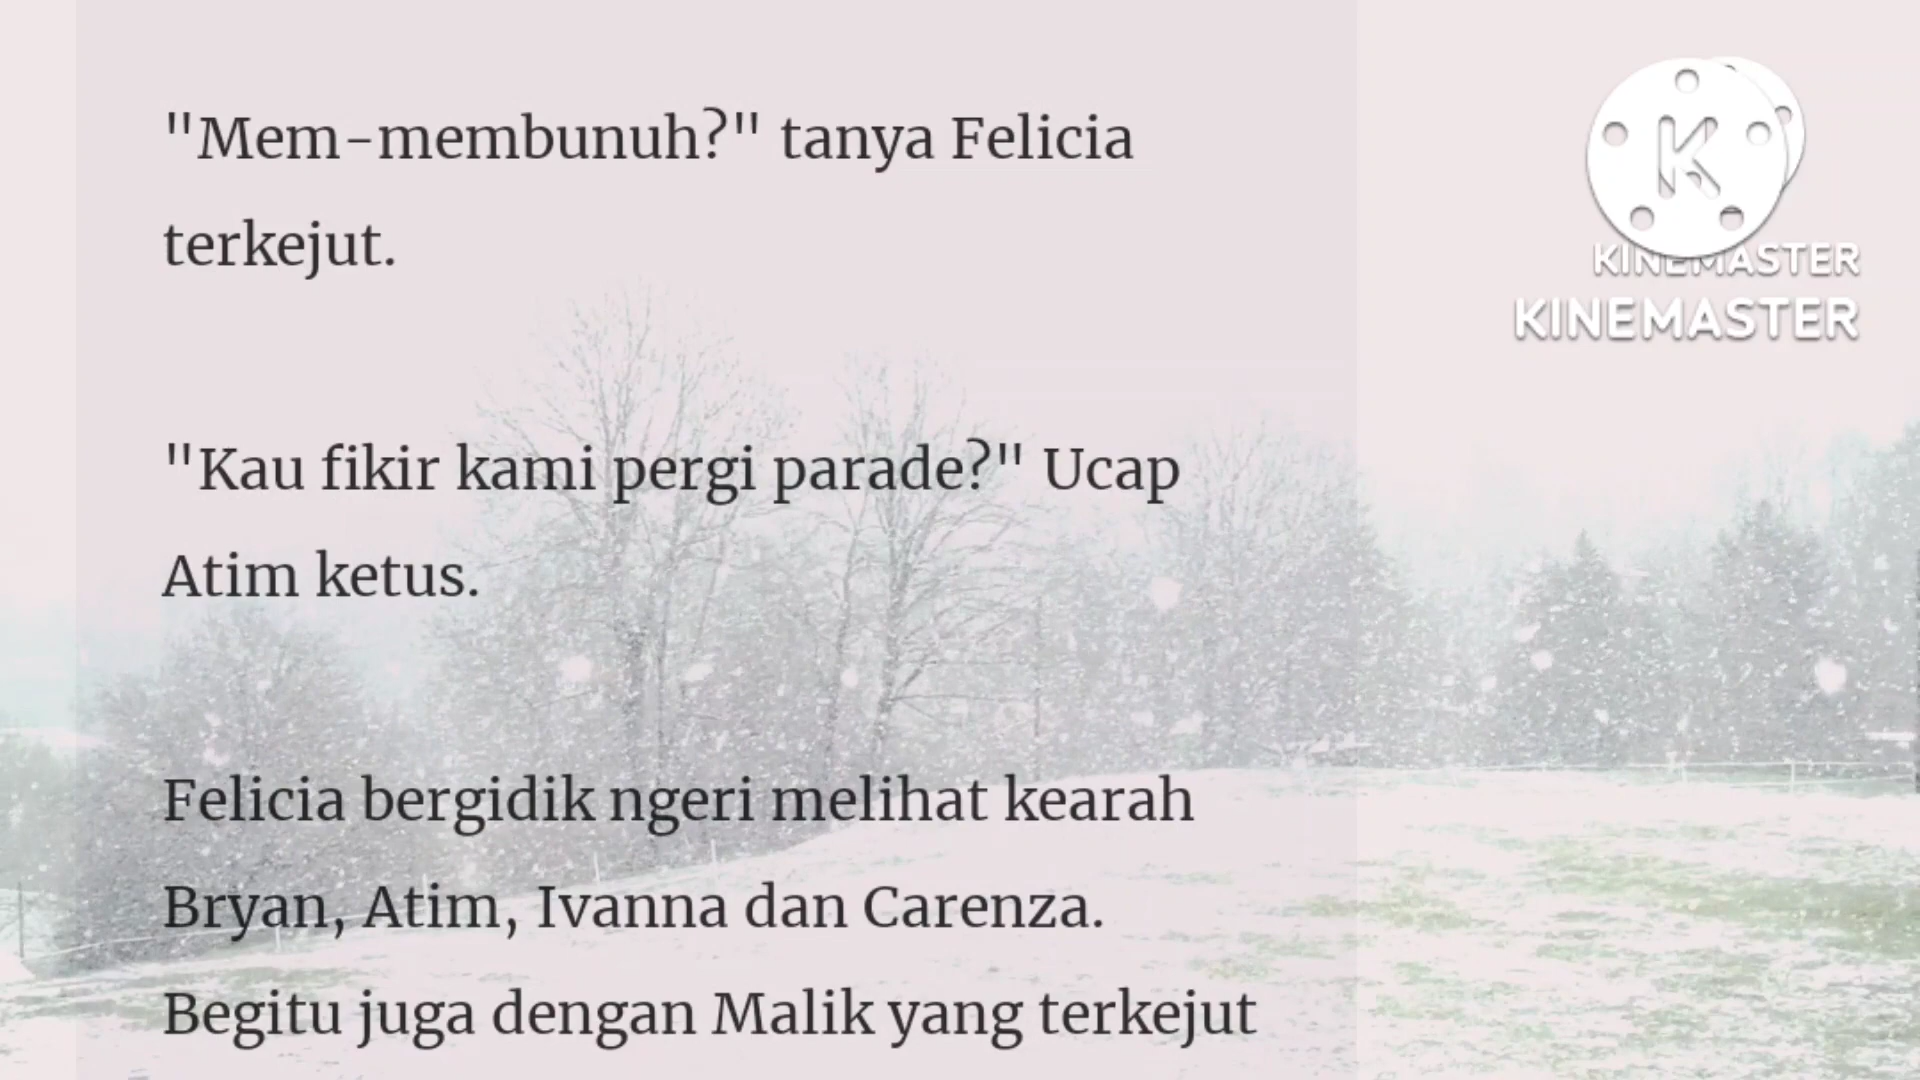 "Mem-membunuh?" tanya Felicia
terkejut.
"Kau fikir kami pergi parade?" Ucap
Atim ketus.
Felicia bergidik ngeri melihat kearah
Bryan, Atim, Ivanna dan Carenza.
Begitu juga dengan Malik yang terkejut
K
KINEMASTER
KINEMASTER